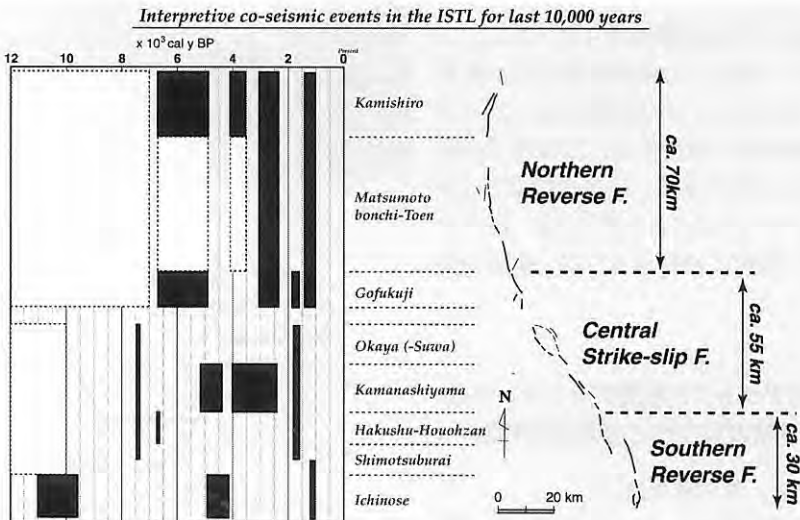 Interpretive co-seismic events in the ISTL for last 10,000 years
x 10³ cal y BP
Present
12 10 8 6 4 2 0
Kamishiro
Matsumoto
bonchi-Toen
Gofukuji
Okaya (-Suwa)
Kamanashiyama
Hakushu-Houohzan
Shimotsuburai
Ichinose
Northern
Reverse F.
ca. 70km
Central
Strike-slip F.
ca. 55 km
Southern
Reverse F.
ca. 30 km
N
0 20 km